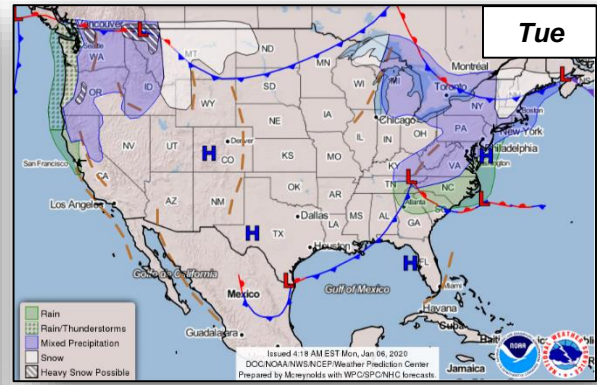 Tue
Vancouver
Seattle
WA
MT
ND
MN
OR
ID
WY
SD
WI
MI
Toronto
Montréal
NY
Boston
New York
PA
Philadelphia
Washington
NE
IA
Chicago
IL
IN
OH
NV
UT
Denver
CO
KS
MO
KY
VA
San Francisco
CA
Los Angeles
AZ
NM
OK
AR
TN
NC
Atlanta
SC
TX
Dallas
LA
MS
AL
GA
Houston
FL
Miami
Golfo de California
Gulf of Mexico
Mexico
Havana
Cuba
Guadalajara
Jamaica
H
H
H
H
L
L
L
L
L
L
Rain
Rain/Thunderstorms
Mixed Precipitation
Snow
Heavy Snow Possible
Issued 4:18 AM EST Mon, Jan 06, 2020
DOC/NOAA/NWS/NCEP/Weather Prediction Center
Prepared by Mcreynolds with WPC/SPC/NHC forecasts.
NOAA